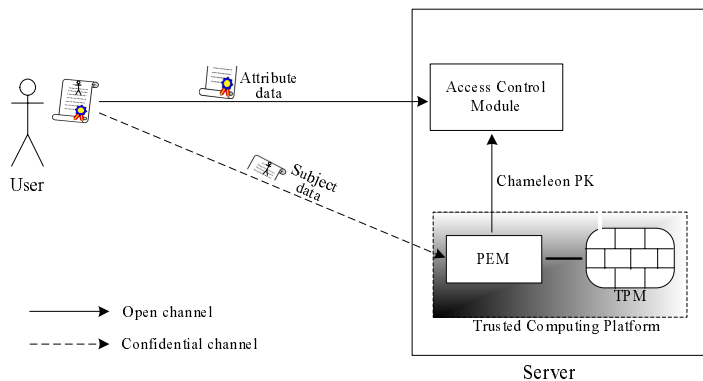 Attribute
data
Access Control
Module
User
Subject
data
Chameleon PK
PEM
TPM
Trusted Computing Platform
Open channel
Confidential channel
Server